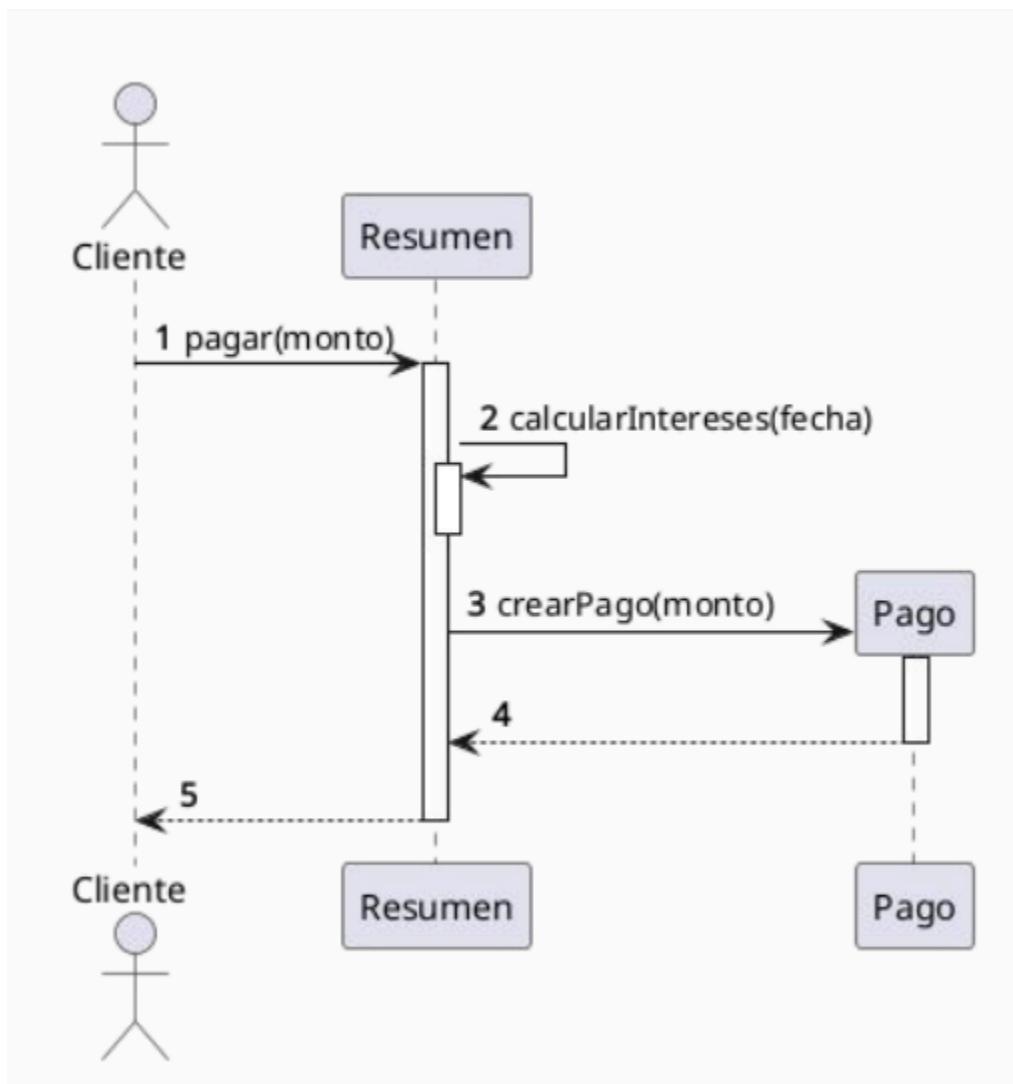 Cliente
Resumen
1 pagar(monto)
2 calcularIntereses(fecha)
3 crearPago(monto)
Pago
4
5
Cliente
Resumen
Pago